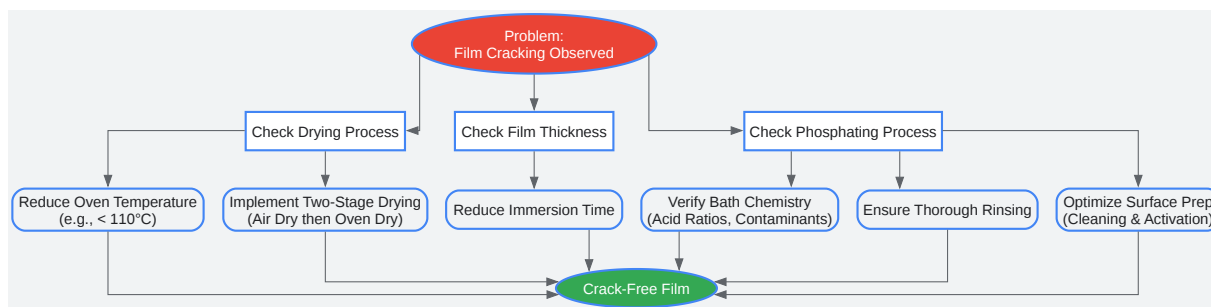 Problem:
Film Cracking Observed
Check Drying Process
Check Film Thickness
Check Phosphating Process
Reduce Oven Temperature
(e.g., < 110°C)
Implement Two-Stage Drying
(Air Dry then Oven Dry)
Reduce Immersion Time
Verify Bath Chemistry
(Acid Ratios, Contaminants)
Ensure Thorough Rinsing
Optimize Surface Prep
(Cleaning & Activation)
Crack-Free Film